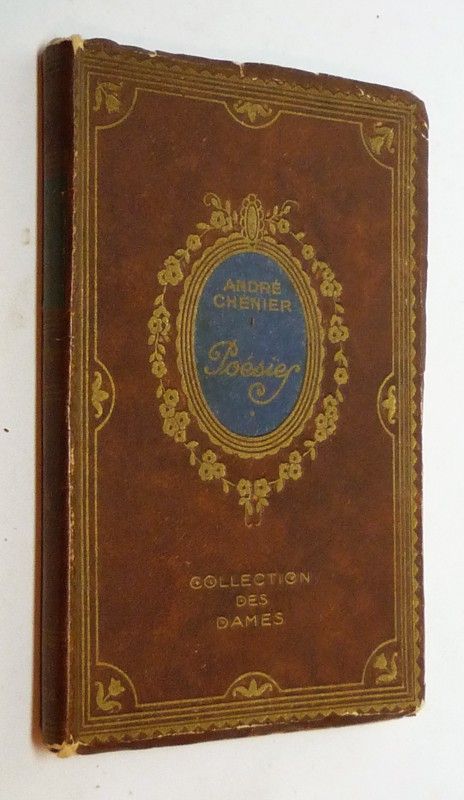 ANDRÉ
CHÉNIER
Poésies
COLLECTION
DES
DAMES